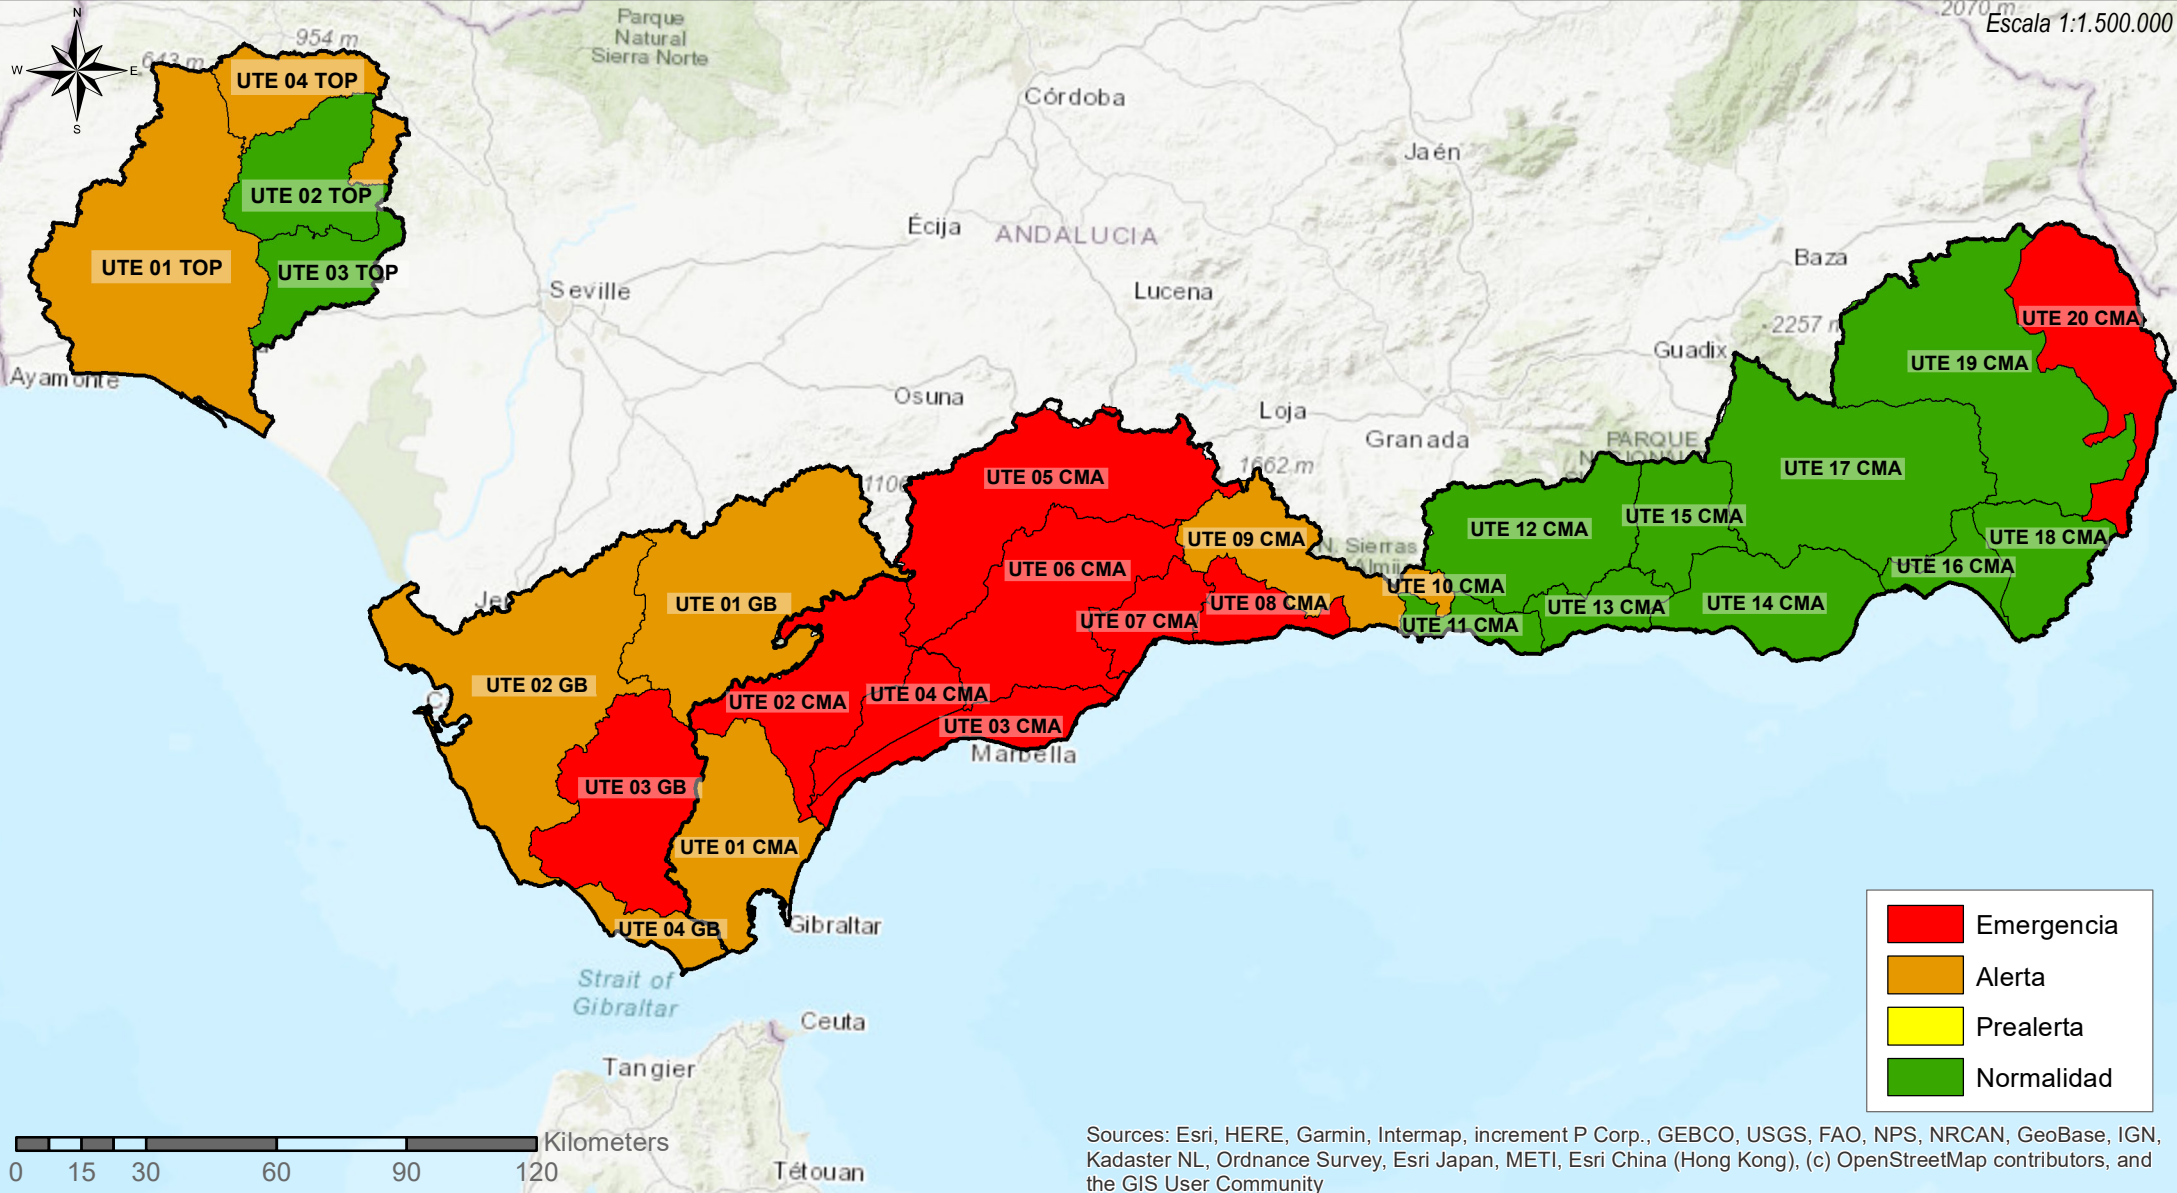 N
W
E
S
Escala 1:1.500.000
2070 m
954 m
643 m
Parque
Natural
Sierra Norte
Córdoba
Jaén
Écija
ANDALUCIA
Seville
Lucena
Baza
2257 m
Guadix
Ayamonte
Osuna
Loja
Granada
PARQUE
1662 m
N. Sierras
Marbella
Gibraltar
Strait of
Gibraltar
Ceuta
Tangier
Tétouan
UTE 04 TOP
UTE 02 TOP
UTE 01 TOP
UTE 03 TOP
UTE 20 CMA
UTE 19 CMA
UTE 17 CMA
UTE 05 CMA
UTE 15 CMA
UTE 12 CMA
UTE 18 CMA
UTE 09 CMA
UTE 16 CMA
UTE 06 CMA
UTE 10 CMA
UTE 01 GB
UTE 08 CMA
UTE 13 CMA
UTE 14 CMA
UTE 07 CMA
UTE 11 CMA
UTE 02 GB
UTE 02 CMA
UTE 04 CMA
UTE 03 CMA
UTE 03 GB
UTE 01 CMA
UTE 04 GB
Emergencia
Alerta
Prealerta
Normalidad
Kilometers
0 15 30 60 90 120
Sources: Esri, HERE, Garmin, Intermap, increment P Corp., GEBCO, USGS, FAO, NPS, NRCAN, GeoBase, IGN,
Kadaster NL, Ordnance Survey, Esri Japan, METI, Esri China (Hong Kong), (c) OpenStreetMap contributors, and
the GIS User Community